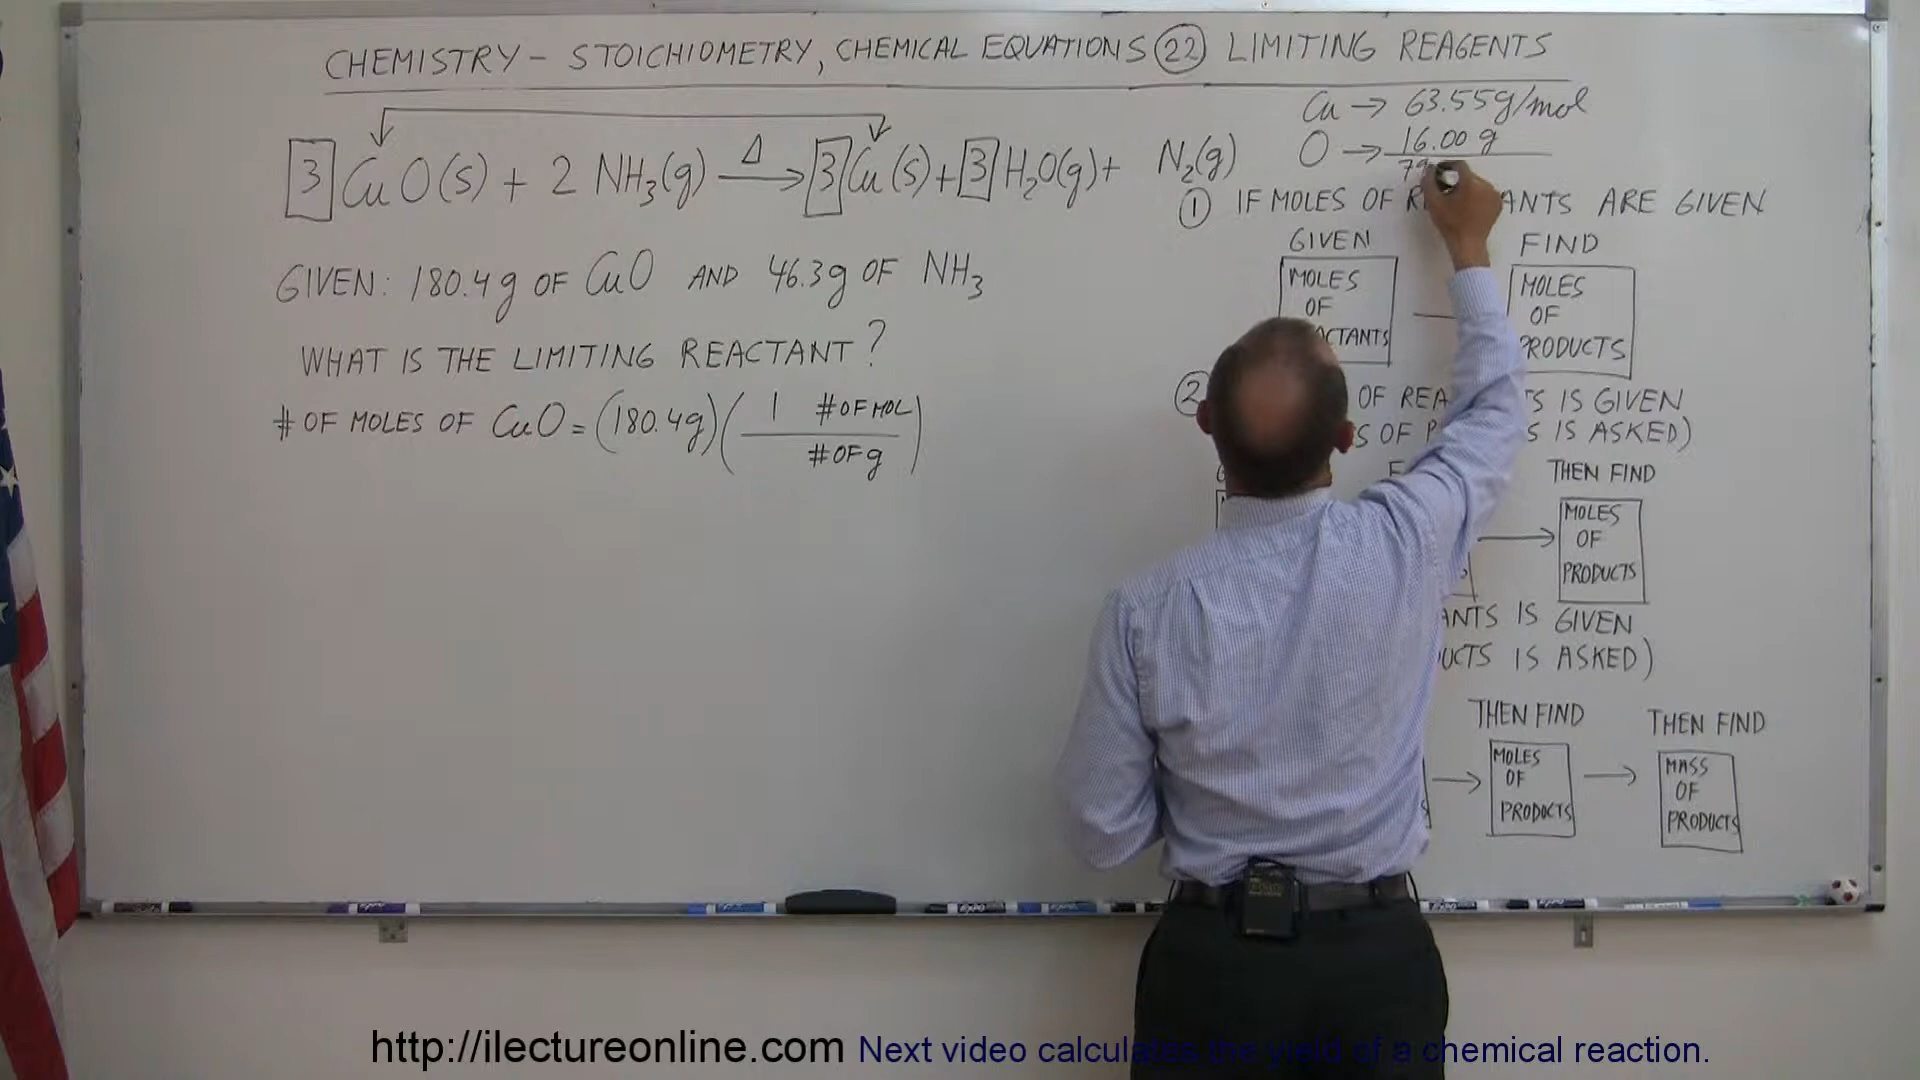 CHEMISTRY – STOICHIOMETRY, CHEMICAL EQUATIONS 22 LIMITING REAGENTS
Cu → 63.55g/mol
O → 16.00 g
3 CuO(s) + 2 NH₃(g) Δ→ 3 Cu(s) + 3 H₂O(g) + N₂(g)
① IF MOLES OF ARE GIVEN
GIVEN FIND
MOLES
OF
MOLES
OF
PRODUCTS
GIVEN: 180.4g OF CuO AND 46.3g OF NH₃
WHAT IS THE LIMITING REACTANT?
# OF MOLES OF CuO = (180.4g) ( 1 #OF MOL
#OF g )
② OF IS GIVEN
OF IS ASKED)
THEN FIND
MOLES
OF
PRODUCTS
IS GIVEN
IS ASKED)
THEN FIND THEN FIND
MOLES
OF
PRODUCTS
MASS
OF
PRODUCTS
http://ilectureonline.com Next video calculates the yield of a chemical reaction.